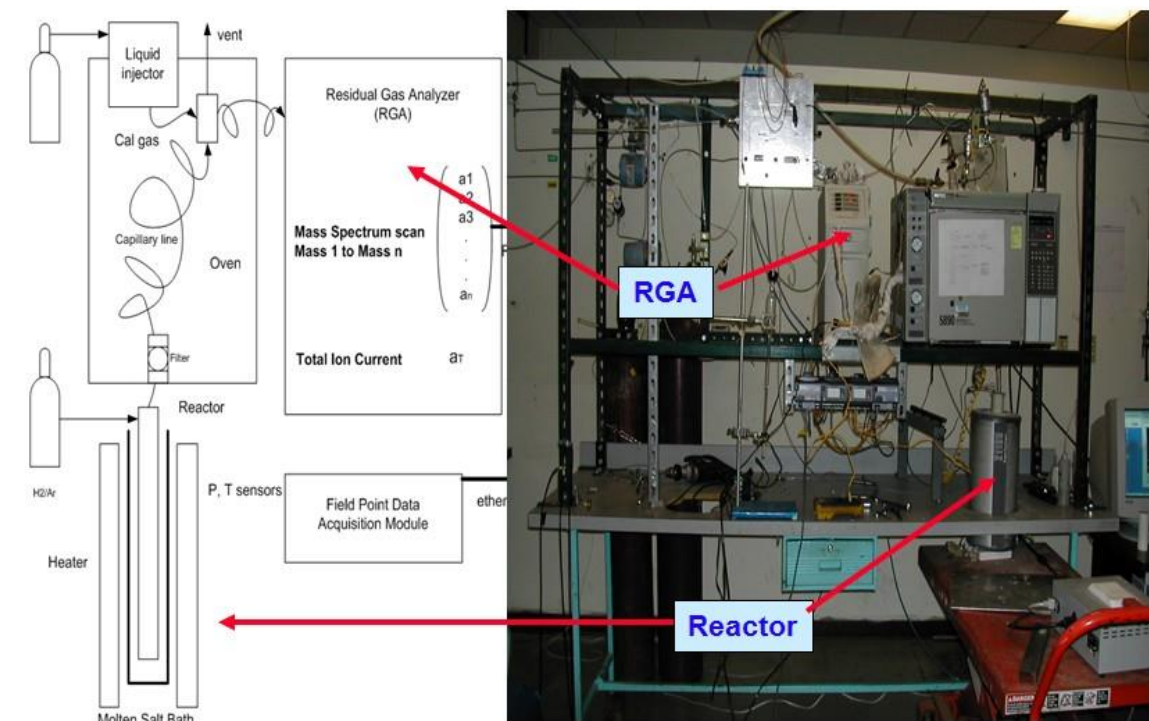 Liquid
injector
vent
Cal gas
Residual Gas Analyzer
(RGA)
a1
a2
a3
.
.
.
an
Mass Spectrum scan
Mass 1 to Mass n
Capillary line
Oven
Filter
Total Ion Current aT
Reactor
H2/Ar
P, T sensors
Field Point Data
Acquisition Module
ether
Heater
Molten Salt Bath
RGA
Reactor
5890
DANGER